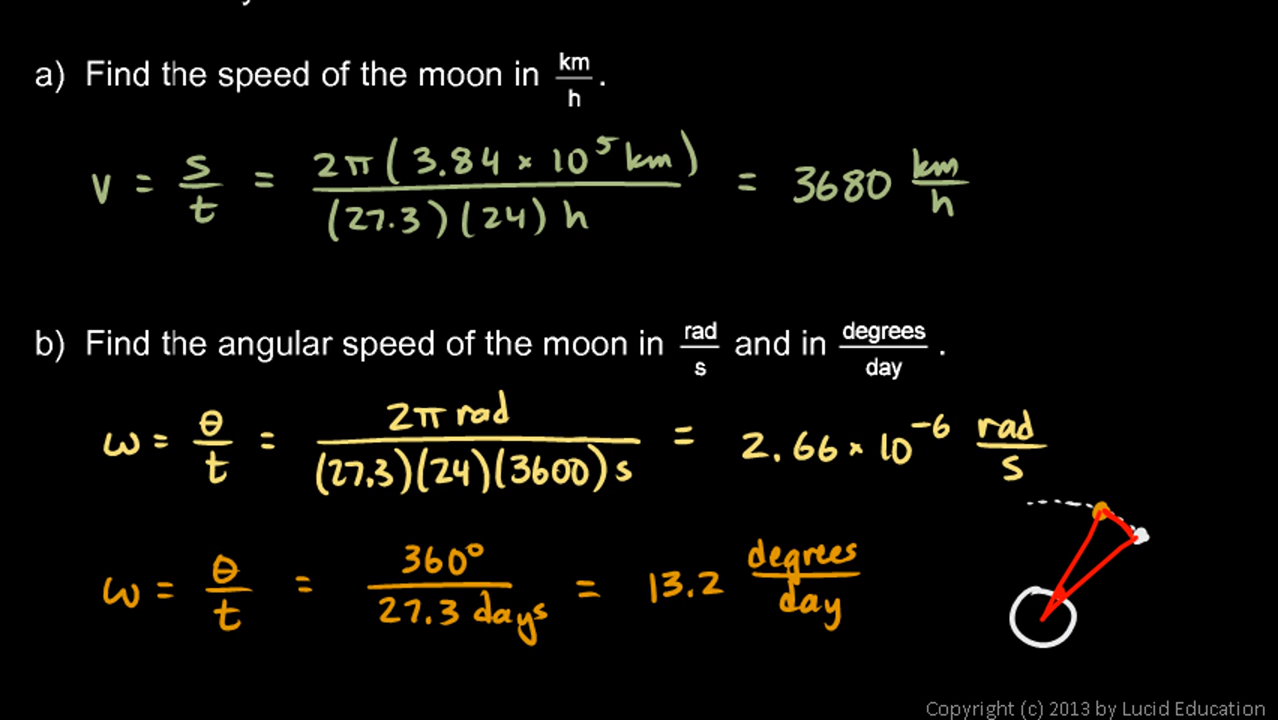 a) Find the speed of the moon in km/h.
v = s/t = 2π(3.84 × 10⁵ km)/(27.3)(24) h = 3680 km/h
b) Find the angular speed of the moon in rad/s and in degrees/day.
ω = θ/t = 2π rad/(27.3)(24)(3600) s = 2.66 × 10⁻⁶ rad/s
ω = θ/t = 360°/27.3 days = 13.2 degrees/day
Copyright (c) 2013 by Lucid Education